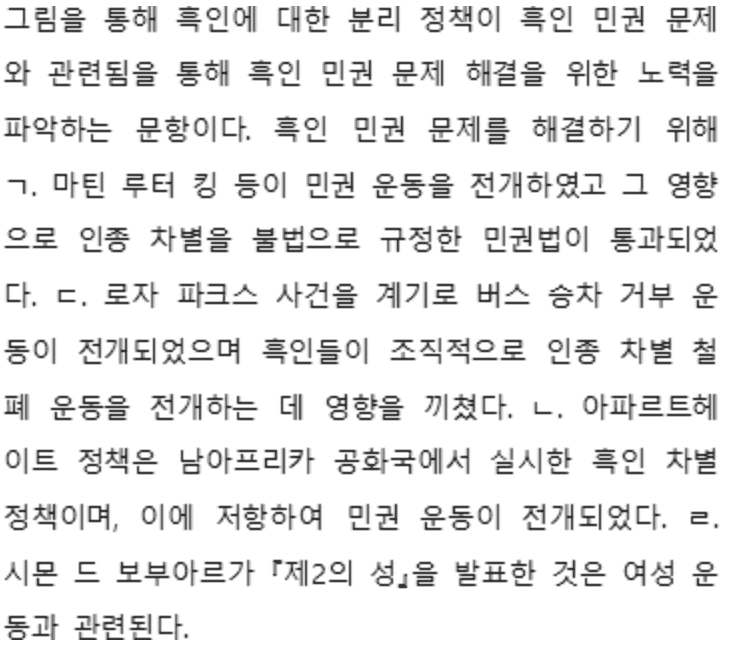 그림을 통해 흑인에 대한 분리 정책이 흑인 민권 문제
와 관련됨을 통해 흑인 민권 문제 해결을 위한 노력을
파악하는 문항이다. 흑인 민권 문제를 해결하기 위해
ㄱ. 마틴 루터 킹 등이 민권 운동을 전개하였고 그 영향
으로 인종 차별을 불법으로 규정한 민권법이 통과되었
다. ㄷ. 로자 파크스 사건을 계기로 버스 승차 거부 운
동이 전개되었으며 흑인들이 조직적으로 인종 차별 철
폐 운동을 전개하는 데 영향을 끼쳤다. ㄴ. 아파르트헤
이트 정책은 남아프리카 공화국에서 실시한 흑인 차별
정책이며, 이에 저항하여 민권 운동이 전개되었다. ㄹ.
시몬 드 보부아르가 『제2의 성』을 발표한 것은 여성 운
동과 관련된다.